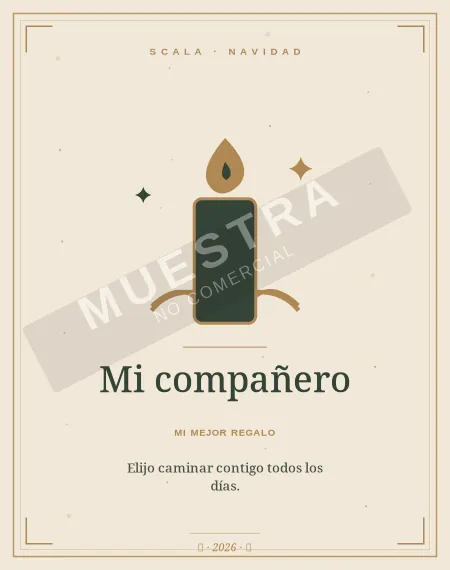 SCALA · NAVIDAD
MUESTRA
NO COMERCIAL
Mi compañero
MI MEJOR REGALO
Elijo caminar contigo todos los
días.
· 2026 ·